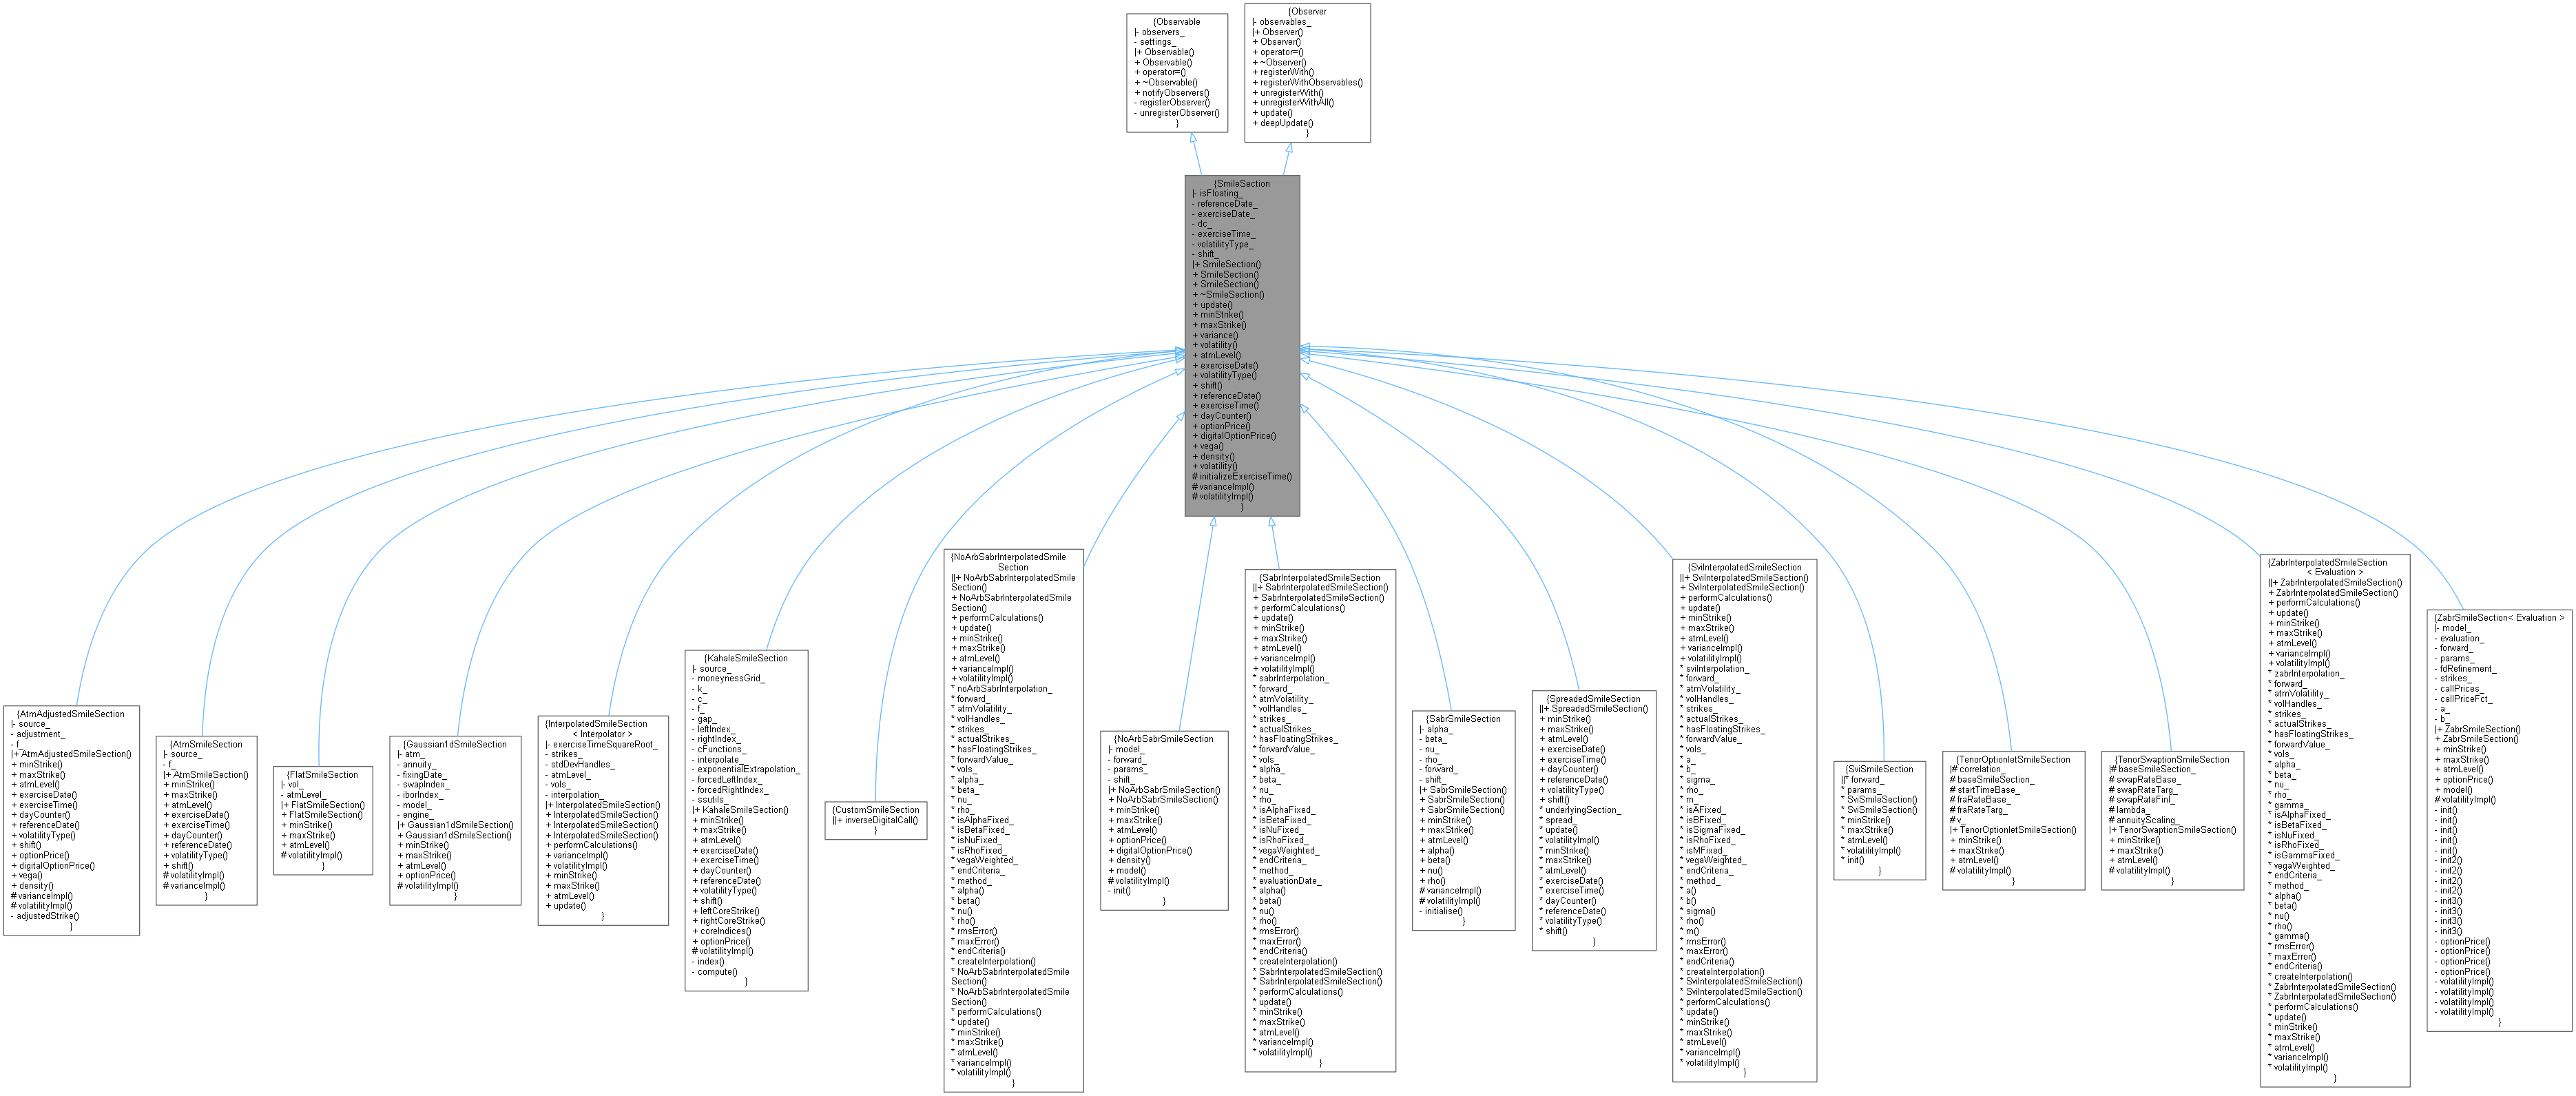 {Observable
|- observers_
- settings_
|+ Observable()
+ Observable()
+ operator=()
+ ~Observable()
+ notifyObservers()
- registerObserver()
- unregisterObserver()
}
{Observer
|- observables_
|+ Observer()
+ Observer()
+ operator=()
+ ~Observer()
+ registerWith()
+ registerWithObservables()
+ unregisterWith()
+ unregisterWithAll()
+ update()
+ deepUpdate()
}
{SmileSection
|- isFloating_
- referenceDate_
- exerciseDate_
- dc_
- exerciseTime_
- volatilityType_
- shift_
|+ SmileSection()
+ SmileSection()
+ SmileSection()
+ ~SmileSection()
+ update()
+ minStrike()
+ maxStrike()
+ variance()
+ volatility()
+ atmLevel()
+ exerciseDate()
+ volatilityType()
+ shift()
+ referenceDate()
+ exerciseTime()
+ dayCounter()
+ optionPrice()
+ digitalOptionPrice()
+ vega()
+ density()
+ volatility()
# initializeExerciseTime()
# varianceImpl()
# volatilityImpl()
}
{AtmAdjustedSmileSection
|- source_
- adjustment_
- f_
|+ AtmAdjustedSmileSection()
+ minStrike()
+ maxStrike()
+ atmLevel()
+ exerciseDate()
+ exerciseTime()
+ dayCounter()
+ referenceDate()
+ volatilityType()
+ shift()
+ optionPrice()
+ digitalOptionPrice()
+ vega()
+ density()
# varianceImpl()
# volatilityImpl()
- adjustedStrike()
}
{AtmSmileSection
|- source_
- f_
|+ AtmSmileSection()
+ minStrike()
+ maxStrike()
+ atmLevel()
+ exerciseDate()
+ exerciseTime()
+ dayCounter()
+ referenceDate()
+ volatilityType()
+ shift()
# volatilityImpl()
# varianceImpl()
}
{FlatSmileSection
|- vol_
- atmLevel_
|+ FlatSmileSection()
+ FlatSmileSection()
+ minStrike()
+ maxStrike()
+ atmLevel()
# volatilityImpl()
}
{Gaussian1dSmileSection
|- atm_
- annuity_
- fixingDate_
- swapIndex_
- iborIndex_
- model_
- engine_
|+ Gaussian1dSmileSection()
+ Gaussian1dSmileSection()
+ minStrike()
+ maxStrike()
+ atmLevel()
+ optionPrice()
# volatilityImpl()
}
{InterpolatedSmileSection
< Interpolator >
|- exerciseTimeSquareRoot_
- strikes_
- stdDevHandles_
- atmLevel_
- vols_
- interpolation_
|+ InterpolatedSmileSection()
+ InterpolatedSmileSection()
+ InterpolatedSmileSection()
+ InterpolatedSmileSection()
+ performCalculations()
+ varianceImpl()
+ volatilityImpl()
+ minStrike()
+ maxStrike()
+ atmLevel()
+ update()
}
{KahaleSmileSection
|- source_
- moneynessGrid_
- k_
- c_
- f_
- gap_
- leftIndex_
- rightIndex_
- cFunctions_
- interpolate_
- exponentialExtrapolation_
- forcedLeftIndex_
- forcedRightIndex_
- ssutils_
|+ KahaleSmileSection()
+ minStrike()
+ maxStrike()
+ atmLevel()
+ exerciseDate()
+ exerciseTime()
+ dayCounter()
+ referenceDate()
+ volatilityType()
+ shift()
+ leftCoreStrike()
+ rightCoreStrike()
+ coreIndices()
+ optionPrice()
# volatilityImpl()
- index()
- compute()
}
{CustomSmileSection
||+ inverseDigitalCall()
}
{NoArbSabrInterpolatedSmile
Section
||+ NoArbSabrInterpolatedSmile
Section()
+ NoArbSabrInterpolatedSmile
Section()
+ performCalculations()
+ update()
+ minStrike()
+ maxStrike()
+ atmLevel()
+ varianceImpl()
+ volatilityImpl()
* noArbSabrInterpolation_
* forward_
* atmVolatility_
* volHandles_
* strikes_
* actualStrikes_
* hasFloatingStrikes_
* forwardValue_
* vols_
* alpha_
* beta_
* nu_
* rho_
* isAlphaFixed_
* isBetaFixed_
* isNuFixed_
* isRhoFixed_
* vegaWeighted_
* endCriteria_
* method_
* alpha()
* beta()
* nu()
* rho()
* rmsError()
* maxError()
* endCriteria()
* createInterpolation()
* NoArbSabrInterpolatedSmile
Section()
* NoArbSabrInterpolatedSmile
Section()
* performCalculations()
* update()
* minStrike()
* maxStrike()
* atmLevel()
* varianceImpl()
* volatilityImpl()
}
{NoArbSabrSmileSection
|- model_
- forward_
- params_
- shift_
|+ NoArbSabrSmileSection()
+ NoArbSabrSmileSection()
+ minStrike()
+ maxStrike()
+ atmLevel()
+ optionPrice()
+ digitalOptionPrice()
+ density()
+ model()
# volatilityImpl()
- init()
}
{SabrInterpolatedSmileSection
||+ SabrInterpolatedSmileSection()
+ SabrInterpolatedSmileSection()
+ performCalculations()
+ update()
+ minStrike()
+ maxStrike()
+ atmLevel()
+ varianceImpl()
+ volatilityImpl()
* sabrInterpolation_
* forward_
* atmVolatility_
* volHandles_
* strikes_
* actualStrikes_
* hasFloatingStrikes_
* forwardValue_
* vols_
* alpha_
* beta_
* nu_
* rho_
* isAlphaFixed_
* isBetaFixed_
* isNuFixed_
* isRhoFixed_
* vegaWeighted_
* endCriteria_
* method_
* evaluationDate_
* alpha()
* beta()
* nu()
* rho()
* rmsError()
* maxError()
* endCriteria()
* createInterpolation()
* SabrInterpolatedSmileSection()
* SabrInterpolatedSmileSection()
* performCalculations()
* update()
* minStrike()
* maxStrike()
* atmLevel()
* varianceImpl()
* volatilityImpl()
}
{SabrSmileSection
|- alpha_
- beta_
- nu_
- rho_
- forward_
- shift_
|+ SabrSmileSection()
+ SabrSmileSection()
+ SabrSmileSection()
+ minStrike()
+ maxStrike()
+ atmLevel()
+ alpha()
+ beta()
+ nu()
+ rho()
# varianceImpl()
# volatilityImpl()
- initialise()
}
{SpreadedSmileSection
||+ SpreadedSmileSection()
+ minStrike()
+ maxStrike()
+ atmLevel()
+ exerciseDate()
+ exerciseTime()
+ dayCounter()
+ referenceDate()
+ volatilityType()
+ shift()
* underlyingSection_
* spread_
* update()
* volatilityImpl()
* minStrike()
* maxStrike()
* atmLevel()
* exerciseDate()
* exerciseTime()
* dayCounter()
* referenceDate()
* volatilityType()
* shift()
}
{SviInterpolatedSmileSection
||+ SviInterpolatedSmileSection()
+ SviInterpolatedSmileSection()
+ performCalculations()
+ update()
+ minStrike()
+ maxStrike()
+ atmLevel()
+ varianceImpl()
+ volatilityImpl()
* sviInterpolation_
* forward_
* atmVolatility_
* volHandles_
* strikes_
* actualStrikes_
* hasFloatingStrikes_
* forwardValue_
* vols_
* a_
* b_
* sigma_
* rho_
* m_
* isAFixed_
* isBFixed_
* isSigmaFixed_
* isRhoFixed_
* isMFixed_
* vegaWeighted_
* endCriteria_
* method_
* a()
* b()
* sigma()
* rho()
* m()
* rmsError()
* maxError()
* endCriteria()
* createInterpolation()
* SviInterpolatedSmileSection()
* SviInterpolatedSmileSection()
* performCalculations()
* update()
* minStrike()
* maxStrike()
* atmLevel()
* varianceImpl()
* volatilityImpl()
}
{SviSmileSection
||* forward_
* params_
* SviSmileSection()
* SviSmileSection()
* minStrike()
* maxStrike()
* atmLevel()
* volatilityImpl()
* init()
}
{TenorOptionletSmileSection
|# correlation_
# baseSmileSection_
# startTimeBase_
# fraRateBase_
# fraRateTarg_
# v_
|+ TenorOptionletSmileSection()
+ minStrike()
+ maxStrike()
+ atmLevel()
# volatilityImpl()
}
{TenorSwaptionSmileSection
|# baseSmileSection_
# swapRateBase_
# swapRateTarg_
# swapRateFinl_
# lambda_
# annuityScaling_
|+ TenorSwaptionSmileSection()
+ minStrike()
+ maxStrike()
+ atmLevel()
# volatilityImpl()
}
{ZabrInterpolatedSmileSection
< Evaluation >
||+ ZabrInterpolatedSmileSection()
+ ZabrInterpolatedSmileSection()
+ performCalculations()
+ update()
+ minStrike()
+ maxStrike()
+ atmLevel()
+ varianceImpl()
+ volatilityImpl()
* zabrInterpolation_
* forward_
* atmVolatility_
* volHandles_
* strikes_
* actualStrikes_
* hasFloatingStrikes_
* forwardValue_
* vols_
* alpha_
* beta_
* nu_
* rho_
* gamma_
* isAlphaFixed_
* isBetaFixed_
* isNuFixed_
* isRhoFixed_
* isGammaFixed_
* vegaWeighted_
* endCriteria_
* method_
* alpha()
* beta()
* nu()
* rho()
* gamma()
* rmsError()
* maxError()
* endCriteria()
* createInterpolation()
* ZabrInterpolatedSmileSection()
* ZabrInterpolatedSmileSection()
* performCalculations()
* update()
* minStrike()
* maxStrike()
* atmLevel()
* varianceImpl()
* volatilityImpl()
}
{ZabrSmileSection< Evaluation >
|- model_
- evaluation_
- forward_
- params_
- fdRefinement_
- strikes_
- callPrices_
- callPriceFct_
- a_
- b_
|+ ZabrSmileSection()
+ ZabrSmileSection()
+ minStrike()
+ maxStrike()
+ atmLevel()
+ optionPrice()
+ model()
# volatilityImpl()
- init()
- init()
- init()
- init()
- init()
- init2()
- init2()
- init2()
- init2()
- init3()
- init3()
- init3()
- init3()
- optionPrice()
- optionPrice()
- optionPrice()
- optionPrice()
- volatilityImpl()
- volatilityImpl()
- volatilityImpl()
- volatilityImpl()
}